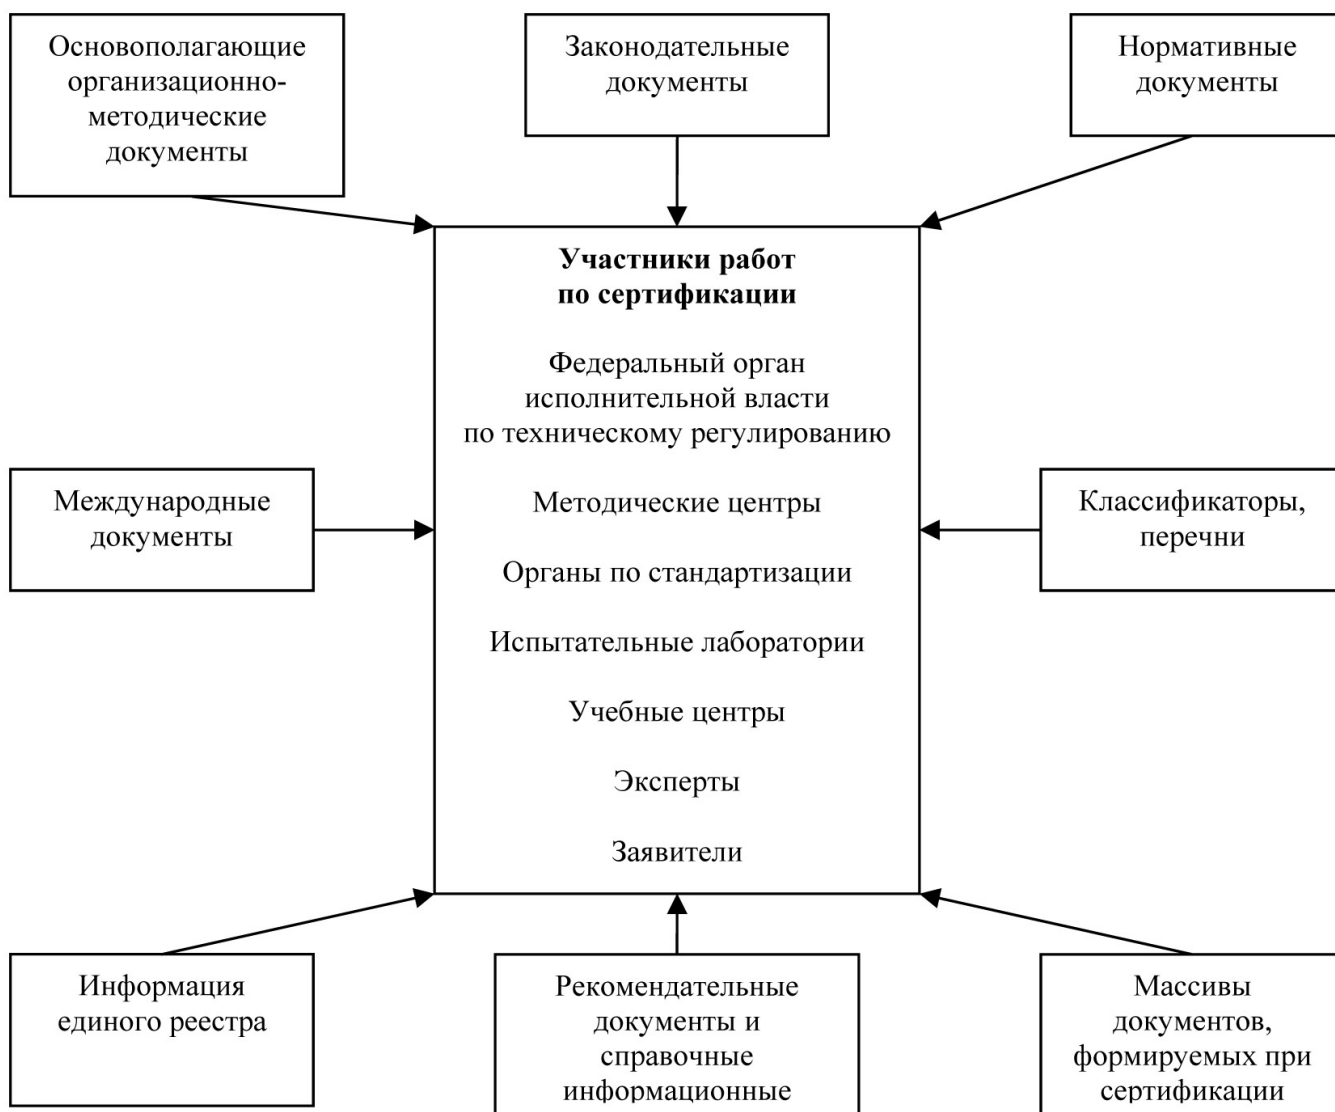 Основополагающие
организационно-
методические
документы
Законодательные
документы
Нормативные
документы
Участники работ
по сертификации
Федеральный орган
исполнительной власти
по техническому регулированию
Методические центры
Органы по стандартизации
Испытательные лаборатории
Учебные центры
Эксперты
Заявители
Международные
документы
Классификаторы,
перечни
Информация
единого реестра
Рекомендательные
документы и
справочные
информационные
Массивы
документов,
формируемых при
сертификации